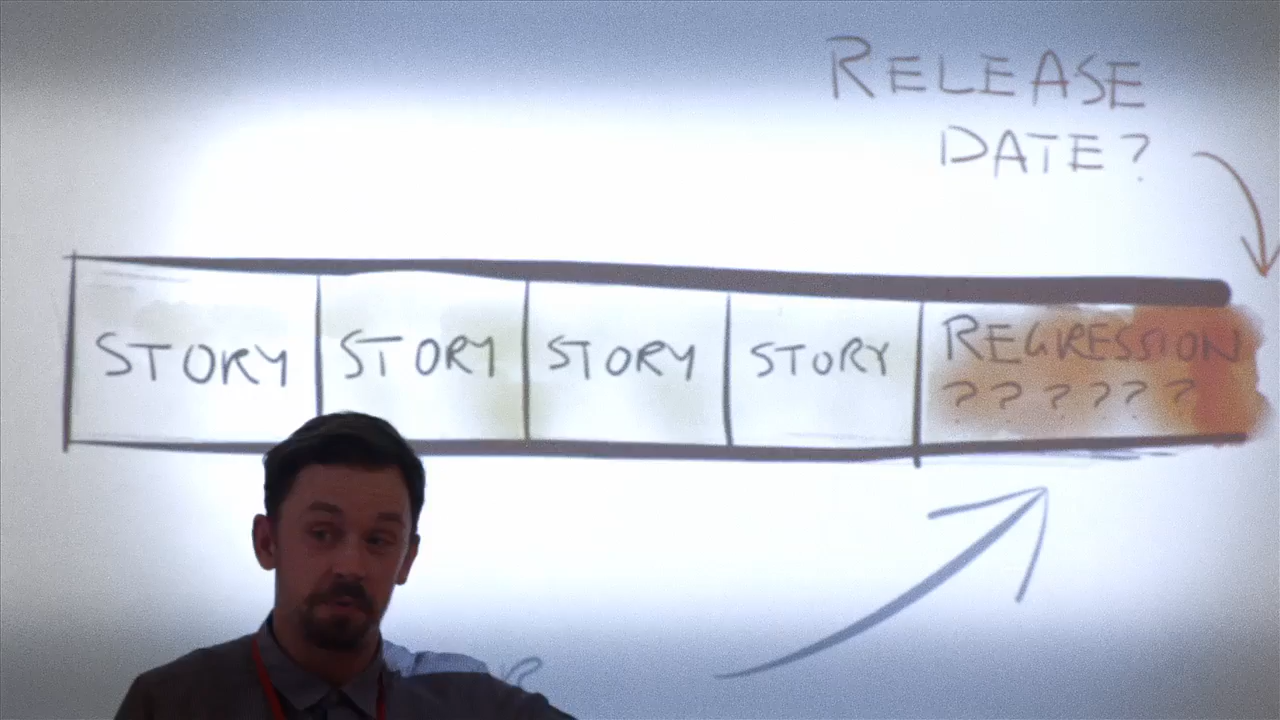 RELEASE
DATE?
STORY STORY STORY STORY REGRESSION
? ? ? ? ? ?